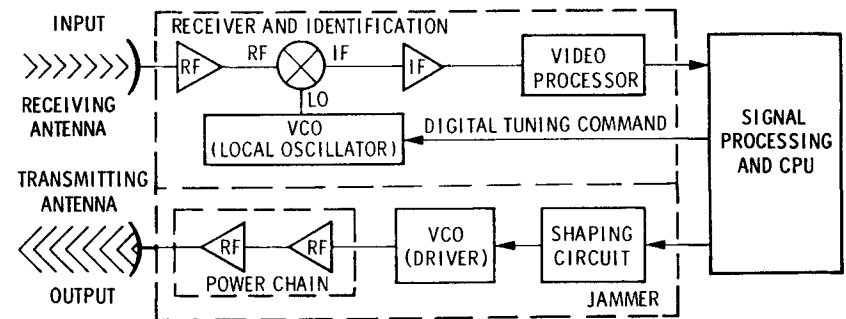 INPUT
RECEIVING
ANTENNA
RECEIVER AND IDENTIFICATION
RF
RF
IF
LO
IF
VIDEO
PROCESSOR
VCO
(LOCAL OSCILLATOR)
DIGITAL TUNING COMMAND
SIGNAL
PROCESSING
AND CPU
TRANSMITTING
ANTENNA
OUTPUT
RF
RF
POWER CHAIN
VCO
(DRIVER)
SHAPING
CIRCUIT
JAMMER